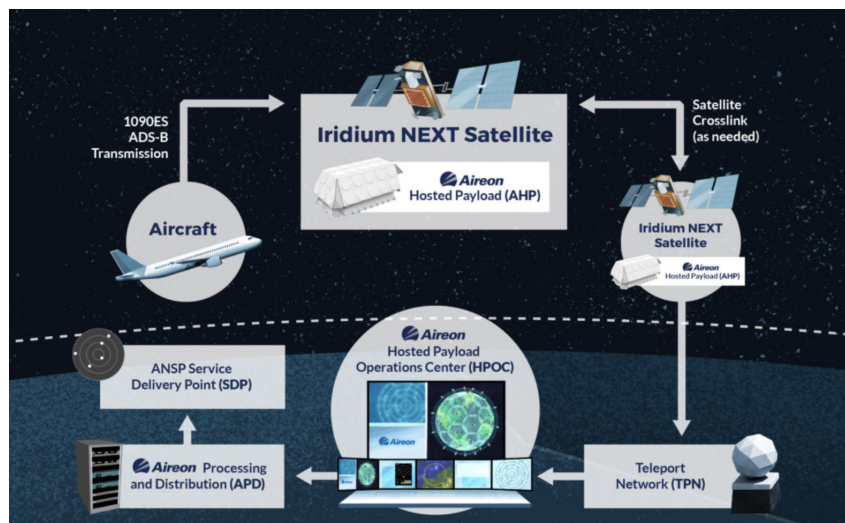 1090ES
ADS-B
Transmission
Iridium NEXT Satellite
Aireon
Hosted Payload (AHP)
Satellite
Crosslink
(as needed)
Aircraft
Iridium NEXT
Satellite
Aireon
Hosted Payload (AHP)
Aireon
Hosted Payload
Operations Center (HPOC)
Aireon
ANSP Service
Delivery Point (SDP)
Aireon Processing
and Distribution (APD)
Teleport
Network (TPN)